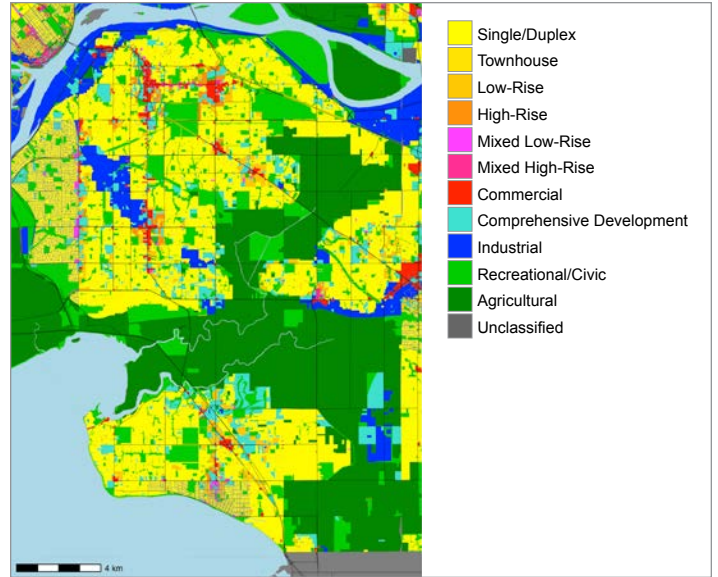 Single/Duplex
Townhouse
Low-Rise
High-Rise
Mixed Low-Rise
Mixed High-Rise
Commercial
Comprehensive Development
Industrial
Recreational/Civic
Agricultural
Unclassified
4 km